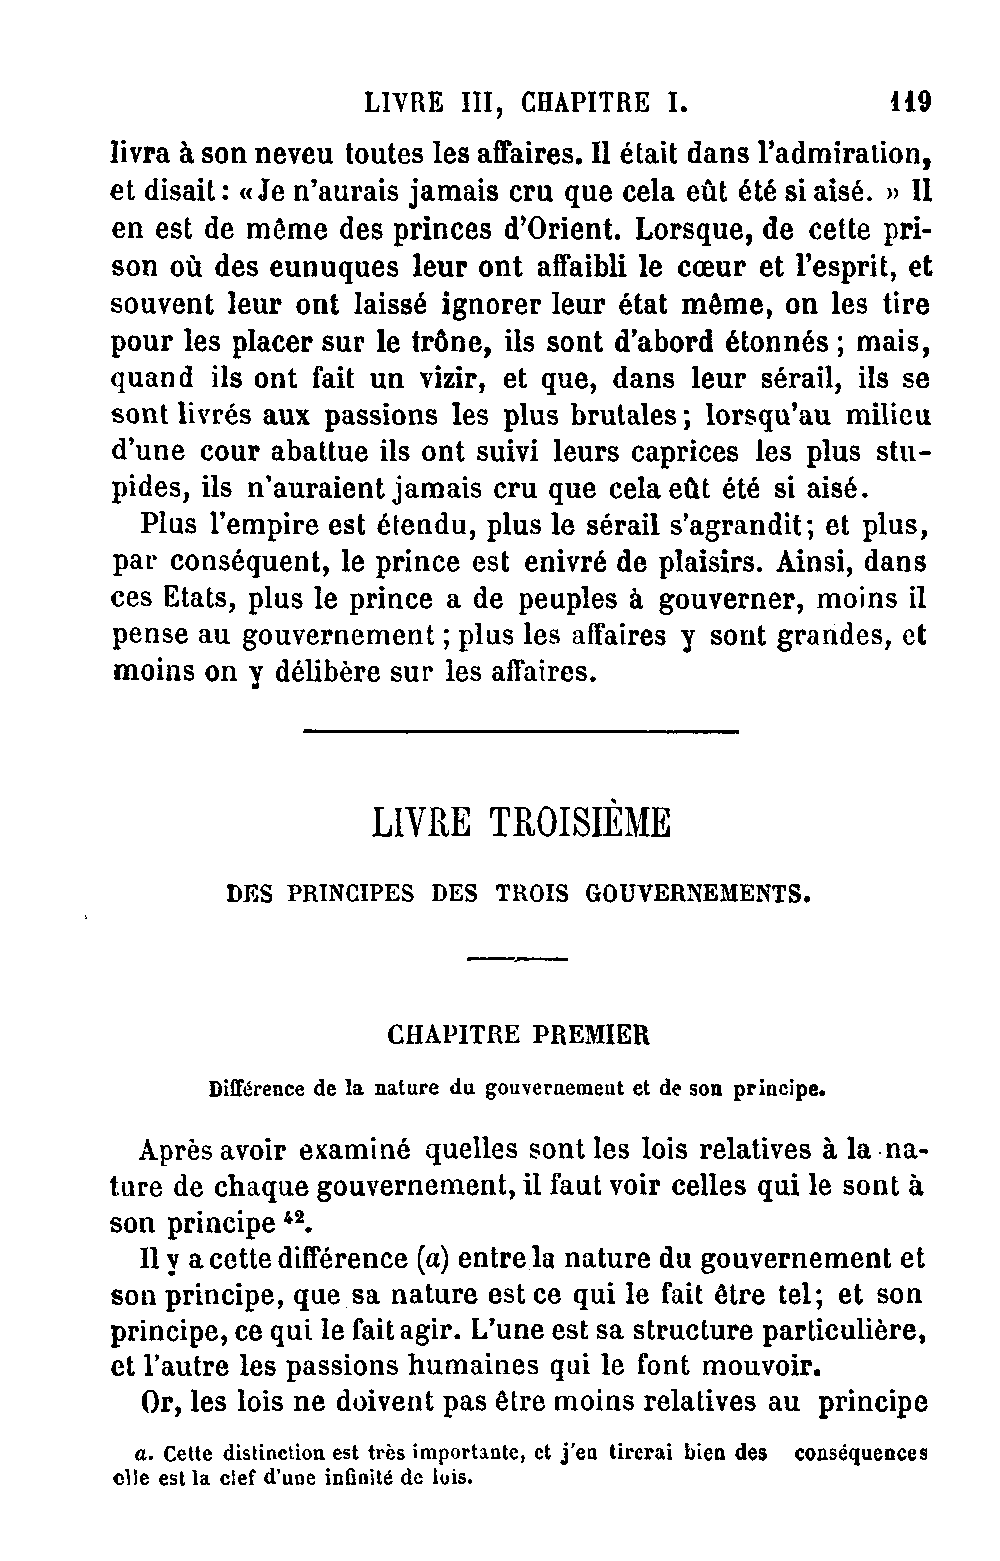 LIVRE III, CHAPITRE I. 119
livra à son neveu toutes les affaires. Il était dans l'admiration,
et disait : «Je n'aurais jamais cru que cela eût été si aisé. » Il
en est de même des princes d'Orient. Lorsque, de cette pri-
son où des eunuques leur ont affaibli le cœur et l'esprit, et
souvent leur ont laissé ignorer leur état même, on les tire
pour les placer sur le trône, ils sont d'abord étonnés ; mais,
quand ils ont fait un vizir, et que, dans leur sérail, ils se
sont livrés aux passions les plus brutales ; lorsqu'au milieu
d'une cour abattue ils ont suivi leurs caprices les plus stu-
pides, ils n'auraient jamais cru que cela eût été si aisé.
Plus l'empire est étendu, plus le sérail s'agrandit ; et plus,
par conséquent, le prince est enivré de plaisirs. Ainsi, dans
ces Etats, plus le prince a de peuples à gouverner, moins il
pense au gouvernement ; plus les affaires y sont grandes, et
moins on y délibère sur les affaires.
LIVRE TROISIÈME
DES PRINCIPES DES TROIS GOUVERNEMENTS.
CHAPITRE PREMIER
Différence de la nature du gouvernement et de son principe.
Après avoir examiné quelles sont les lois relatives à la na-
ture de chaque gouvernement, il faut voir celles qui le sont à
son principe ⁴².
Il y a cette différence (a) entre la nature du gouvernement et
son principe, que sa nature est ce qui le fait être tel ; et son
principe, ce qui le fait agir. L'une est sa structure particulière,
et l'autre les passions humaines qui le font mouvoir.
Or, les lois ne doivent pas être moins relatives au principe
a. Cette distinction est très importante, et j'en tirerai bien des conséquences
elle est la clef d'une infinité de lois.